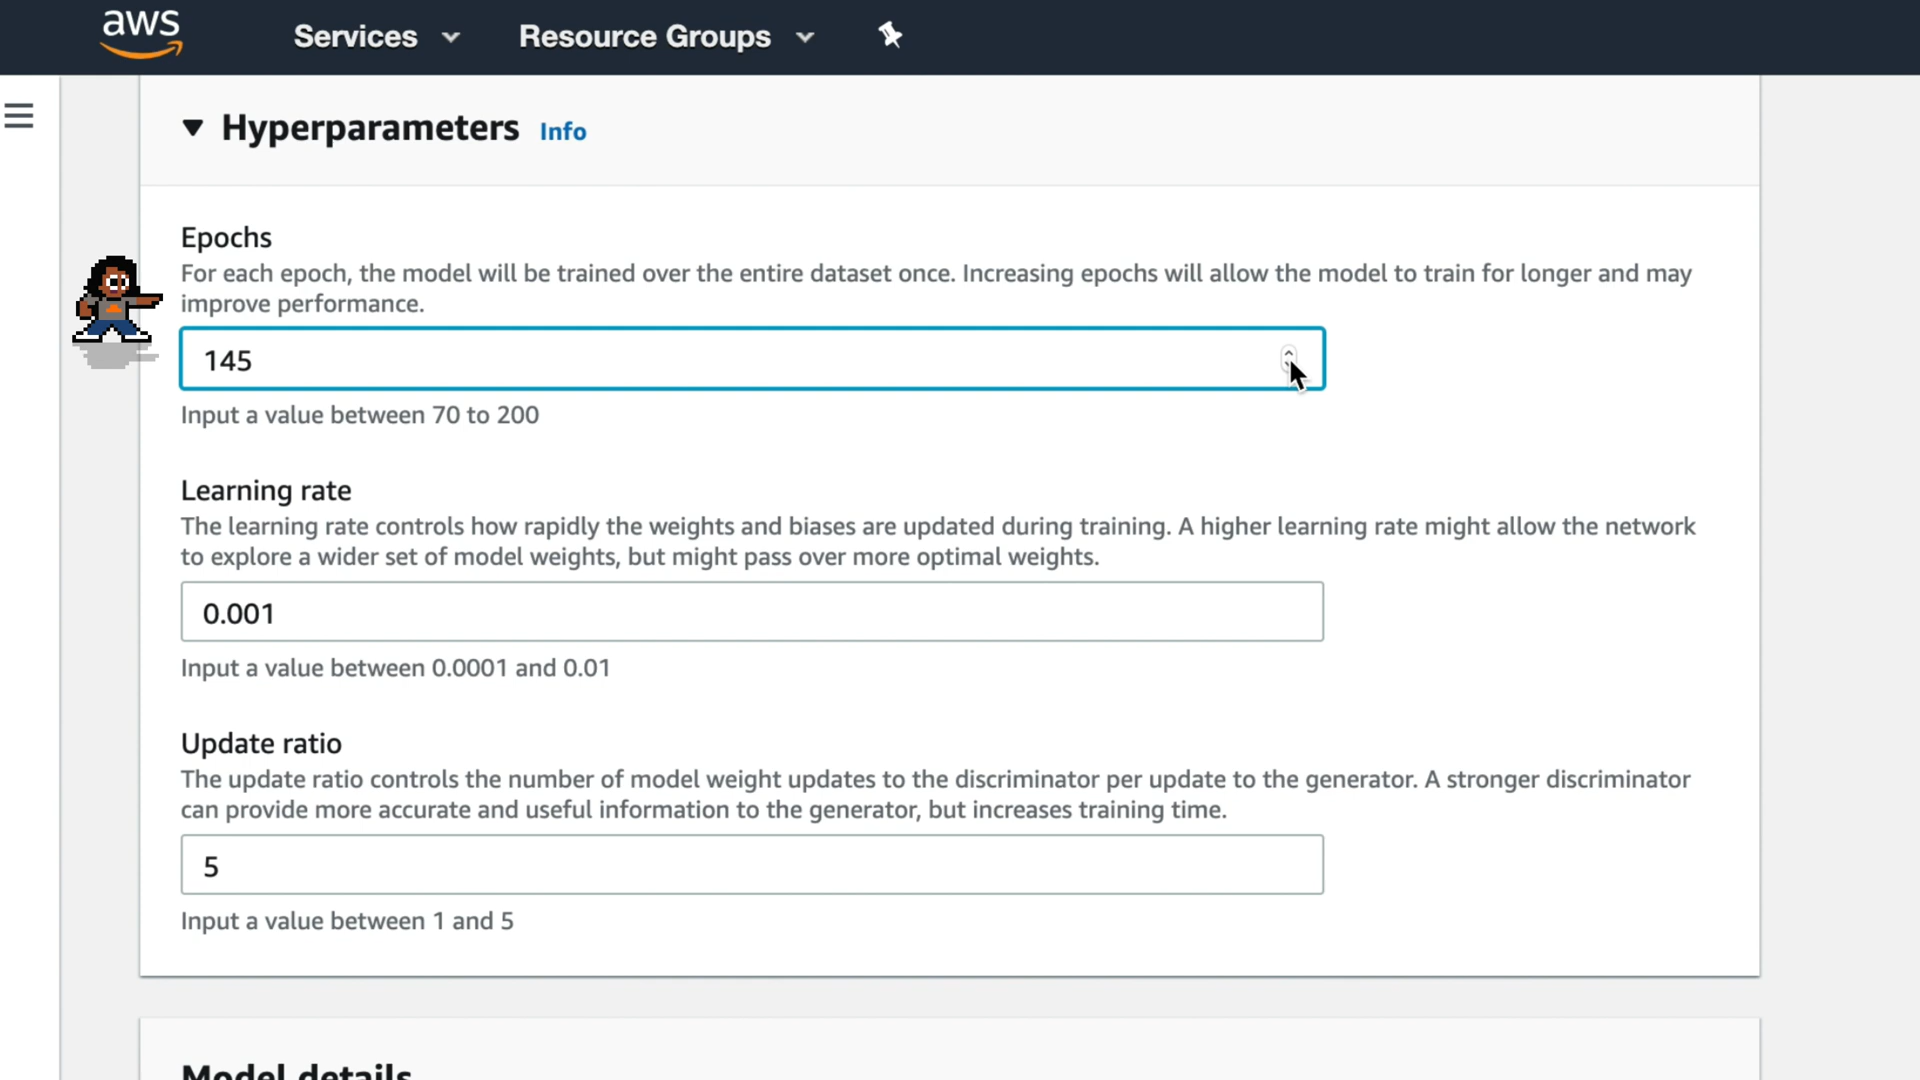 aws Services Resource Groups
Hyperparameters Info
Epochs
For each epoch, the model will be trained over the entire dataset once. Increasing epochs will allow the model to train for longer and may
improve performance.
145
Input a value between 70 to 200
Learning rate
The learning rate controls how rapidly the weights and biases are updated during training. A higher learning rate might allow the network
to explore a wider set of model weights, but might pass over more optimal weights.
0.001
Input a value between 0.0001 and 0.01
Update ratio
The update ratio controls the number of model weight updates to the discriminator per update to the generator. A stronger discriminator
can provide more accurate and useful information to the generator, but increases training time.
5
Input a value between 1 and 5
Model details